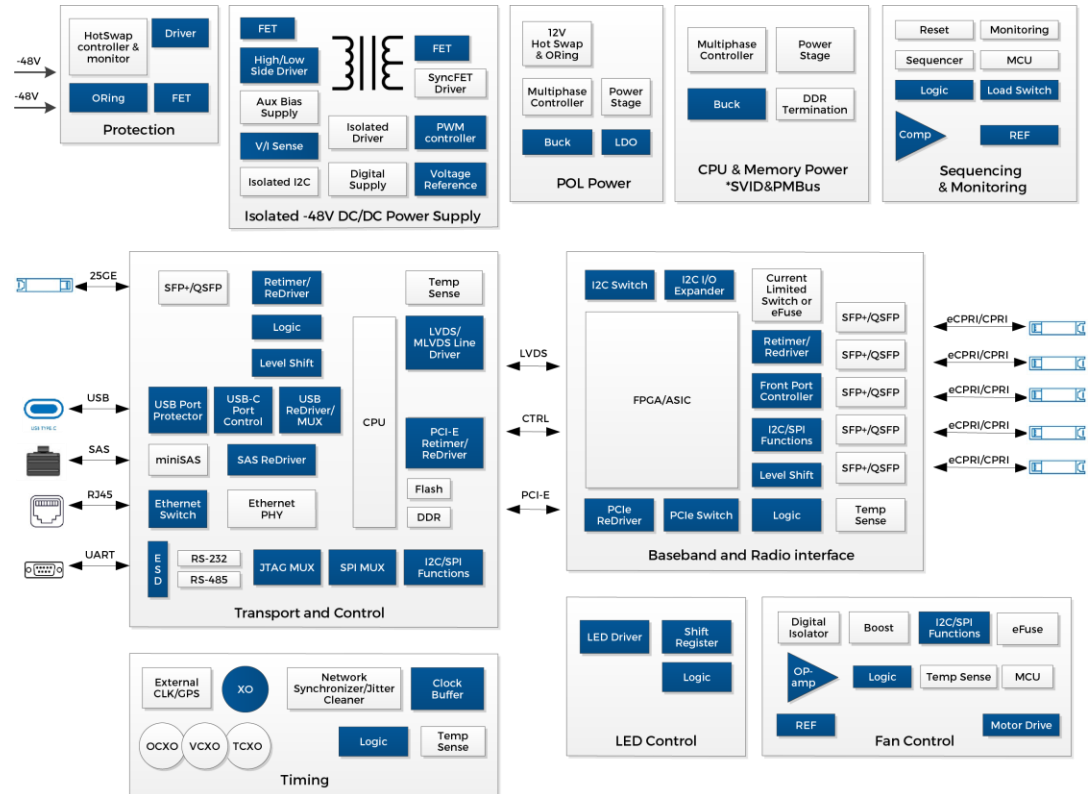 -48V
-48V
HotSwap
controller &
monitor
Driver
ORing
FET
Protection
FET
High/Low
Side Driver
Aux Bias
Supply
V/I Sense
Isolated I2C
FET
SyncFET
Driver
Isolated
Driver
PWM
controller
Digital
Supply
Voltage
Reference
Isolated -48V DC/DC Power Supply
12V
Hot Swap
& ORing
Multiphase
Controller
Power
Stage
Buck
LDO
POL Power
Multiphase
Controller
Power
Stage
Buck
DDR
Termination
CPU & Memory Power
*SVID&PMBus
Reset
Monitoring
Sequencer
MCU
Logic
Load Switch
Comp
REF
Sequencing
& Monitoring
25GE
USB
USB TYPE-C
SAS
RJ45
UART
SFP+/QSFP
Retimer/
ReDriver
Temp
Sense
Logic
LVDS/
MLVDS Line
Driver
Level Shift
USB Port
Protector
USB-C
Port
Control
USB
ReDriver/
MUX
CPU
PCI-E
Retimer/
ReDriver
miniSAS
SAS ReDriver
Flash
Ethernet
Switch
Ethernet
PHY
DDR
E
S
D
RS-232
RS-485
JTAG MUX
SPI MUX
I2C/SPI
Functions
Transport and Control
LVDS
CTRL
PCI-E
I2C Switch
I2C I/O
Expander
Current
Limited
Switch or
eFuse
SFP+/QSFP
FPGA/ASIC
Retimer/
Redriver
SFP+/QSFP
Front Port
Controller
SFP+/QSFP
I2C/SPI
Functions
SFP+/QSFP
Level Shift
SFP+/QSFP
PCIe
ReDriver
PCIe Switch
Logic
Temp
Sense
Baseband and Radio interface
eCPRI/CPRI
eCPRI/CPRI
eCPRI/CPRI
eCPRI/CPRI
eCPRI/CPRI
External
CLK/GPS
XO
Network
Synchronizer/Jitter
Cleaner
Clock
Buffer
OCXO
VCXO
TCXO
Logic
Temp
Sense
Timing
LED Driver
Shift
Register
Logic
LED Control
Digital
Isolator
Boost
I2C/SPI
Functions
eFuse
OP-
amp
Logic
Temp Sense
MCU
REF
Motor Drive
Fan Control